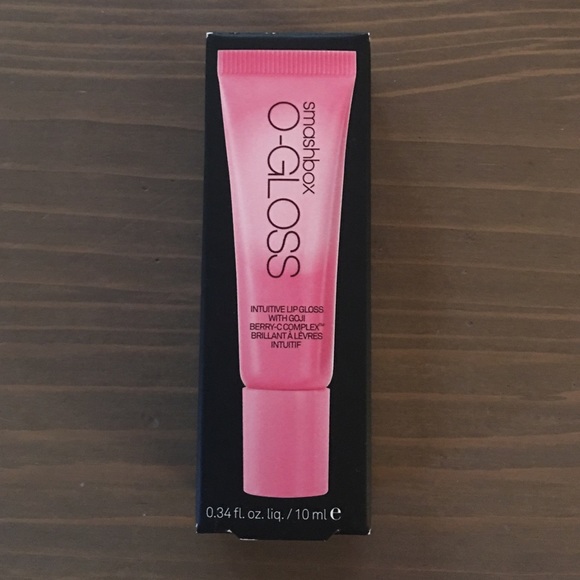 smashbox
O-GLOSS
INTUITIVE LIP GLOSS
WITH GOJI
BERRY-C COMPLEX™
BRILLANT À LÈVRES
INTUITIF
0.34 fl. oz. liq. / 10 ml ℮